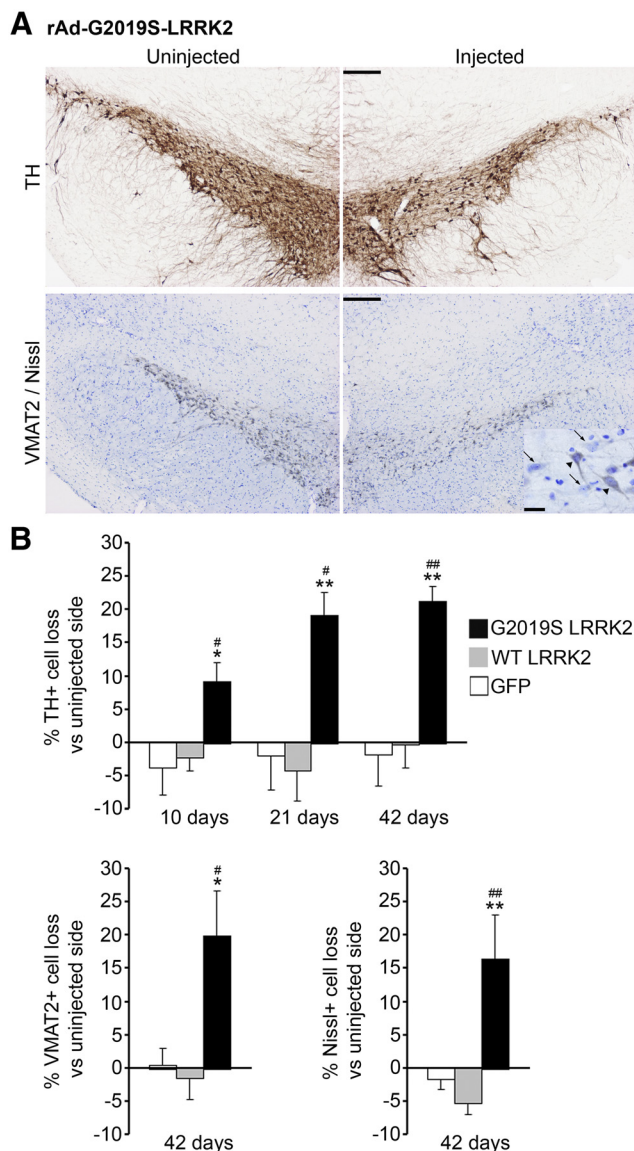 A rAd-G2019S-LRRK2
Uninjected Injected
TH
VMAT2 / Nissl
B
% TH+ cell loss
vs uninjected side
30
25
20
15
10
5
0
-5
-10
#
*
#
**
##
**
10 days 21 days 42 days
G2019S LRRK2
WT LRRK2
GFP
% VMAT2+ cell loss
vs uninjected side
30
25
20
15
10
5
0
-5
-10
#
*
42 days
% Nissl+ cell loss
vs uninjected side
30
25
20
15
10
5
0
-5
-10
##
**
42 days